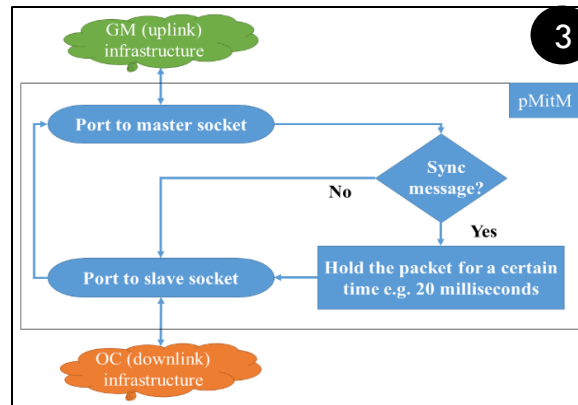 GM (uplink)
infrastructure
3
pMitM
Port to master socket
Sync
message?
No
Yes
Port to slave socket
Hold the packet for a certain
time e.g. 20 milliseconds
OC (downlink)
infrastructure